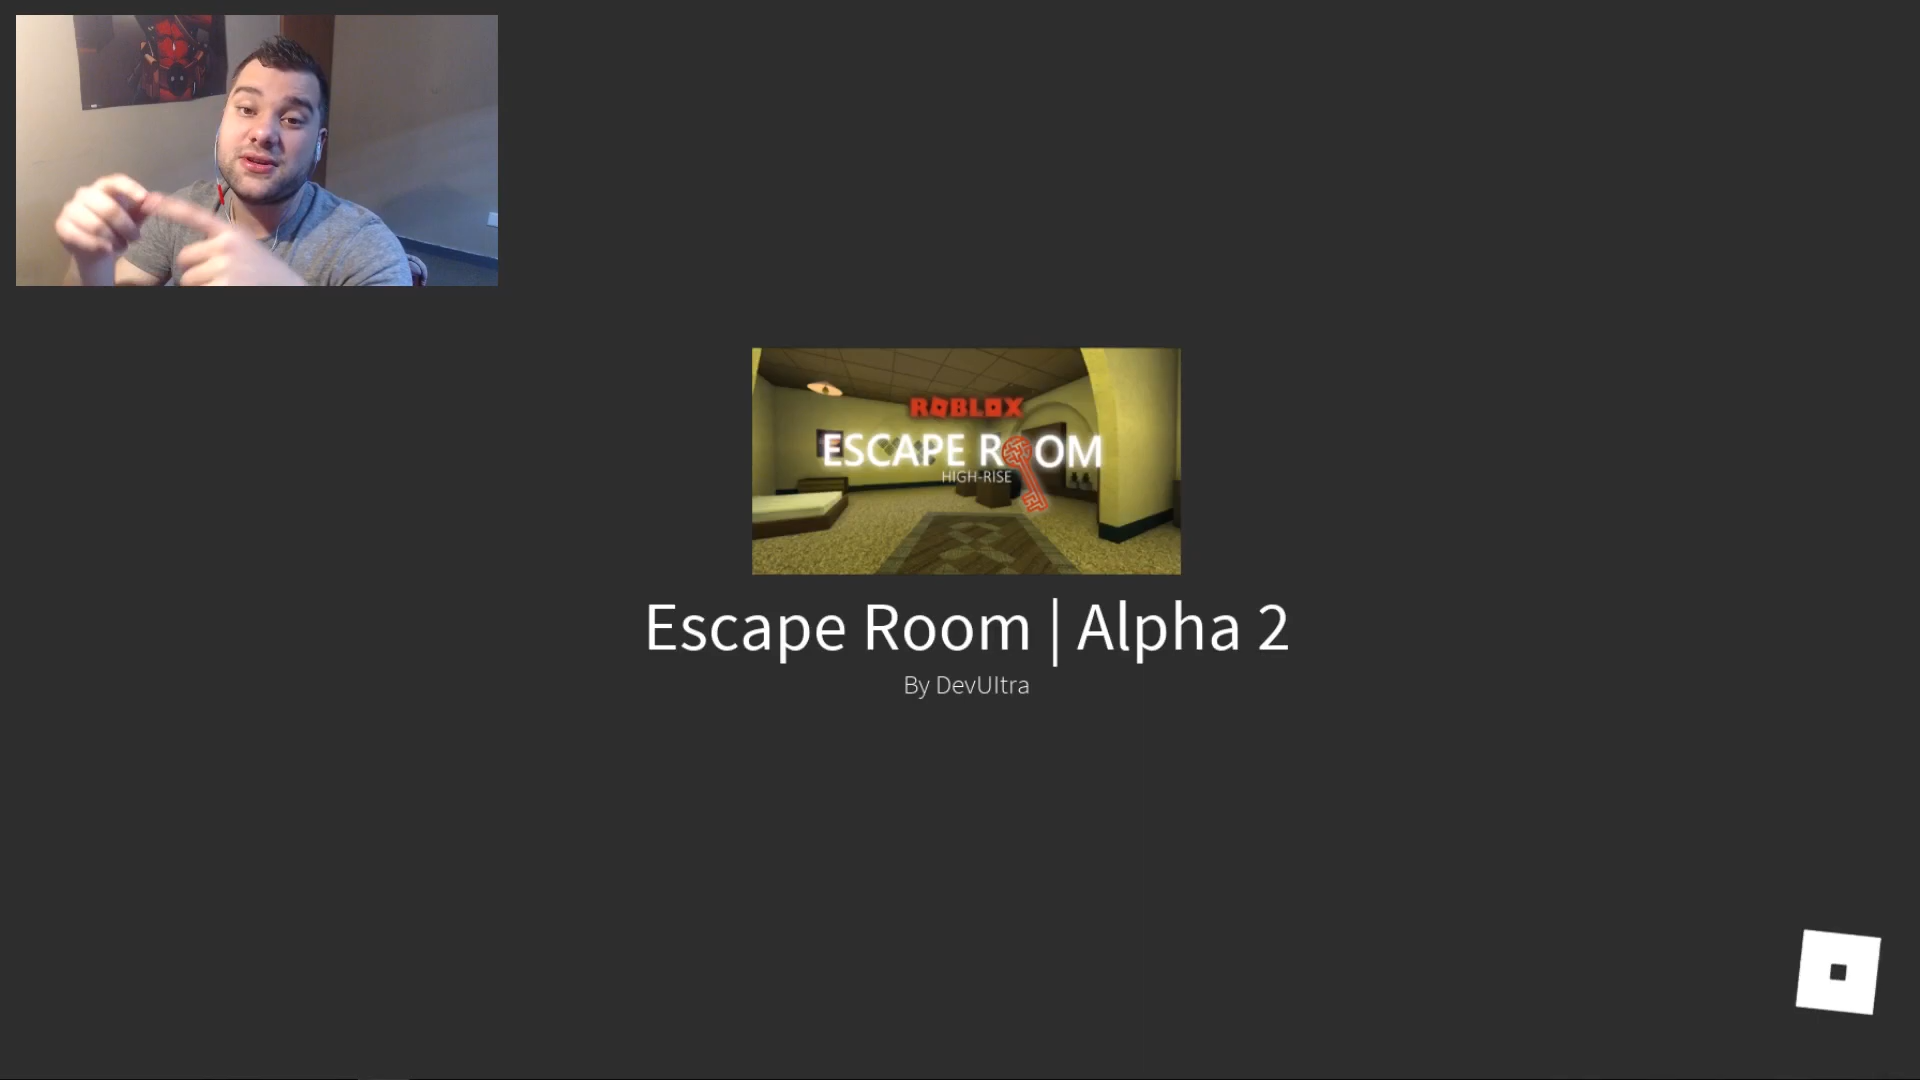 ROBLOX
ESCAPE ROOM
HIGH-RISE
Escape Room | Alpha 2
By DevUltra